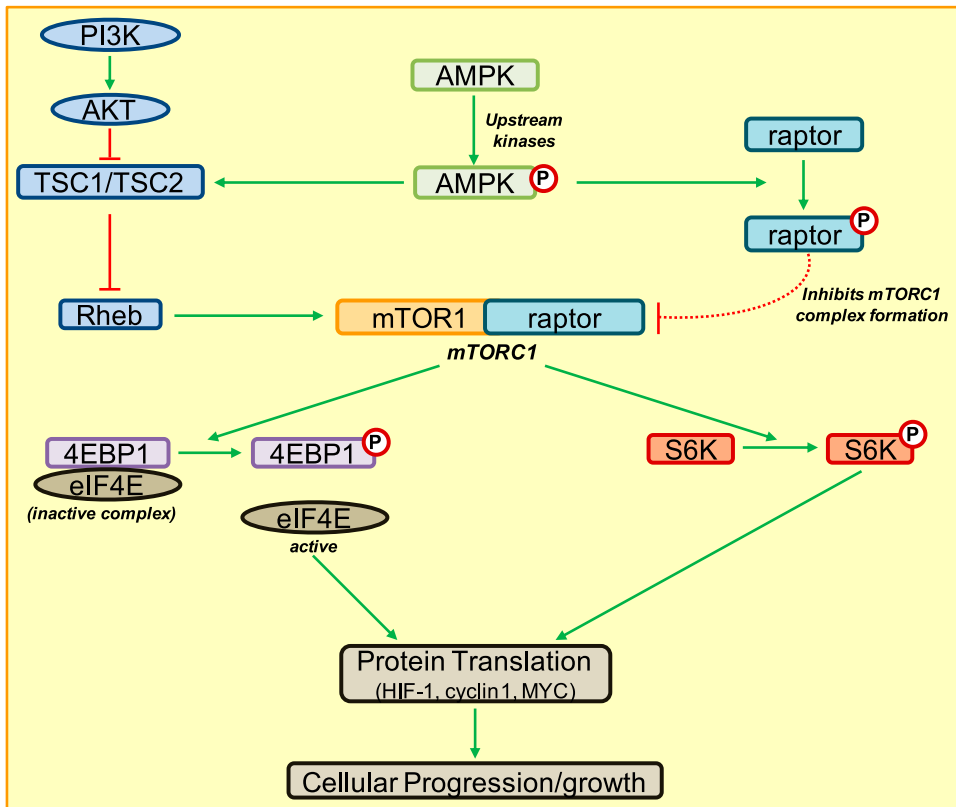 PI3K
AKT
TSC1/TSC2
Rheb
AMPK
Upstream
kinases
AMPK
P
raptor
raptor
P
Inhibits mTORC1
complex formation
mTOR1
raptor
mTORC1
4EBP1
eIF4E
(inactive complex)
4EBP1
P
eIF4E
active
S6K
S6K
P
Protein Translation
(HIF-1, cyclin1, MYC)
Cellular Progression/growth